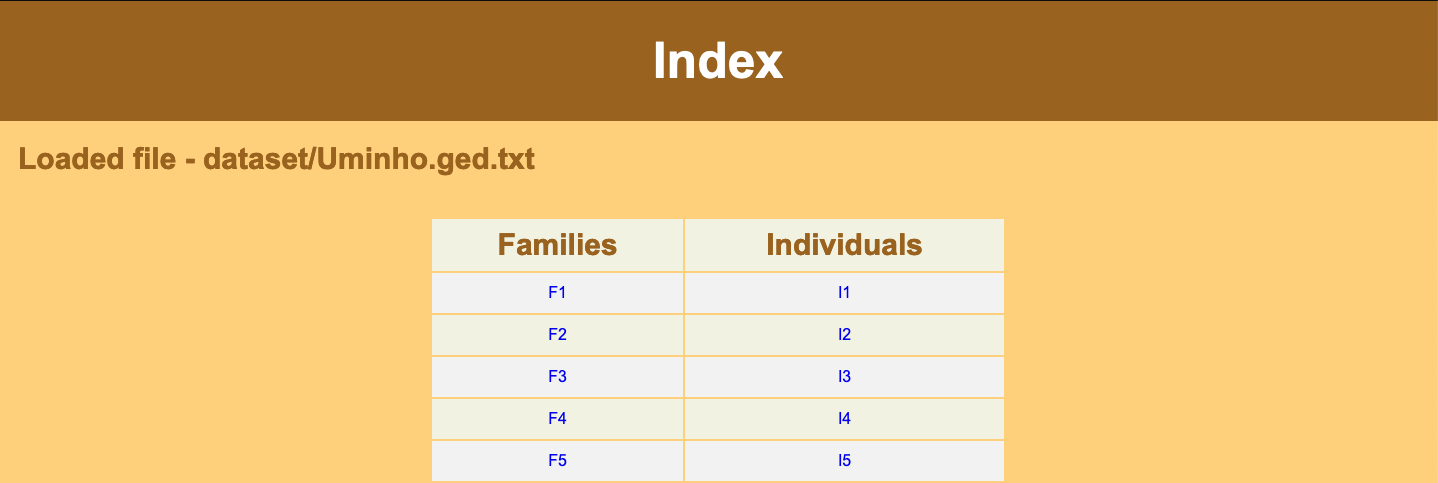 Index
Loaded file - dataset/Uminho.ged.txt
Families Individuals
F1 I1
F2 I2
F3 I3
F4 I4
F5 I5